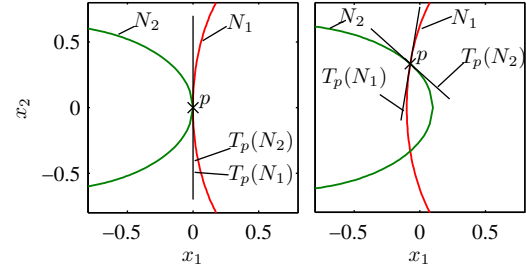 N₂ N₁
0.5
p
0
T_p(N₂)
T_p(N₁)
−0.5
−0.5 0 0.5
x₁
x₂
N₂ N₁
p
T_p(N₂)
T_p(N₁)
−0.5 0 0.5
x₁